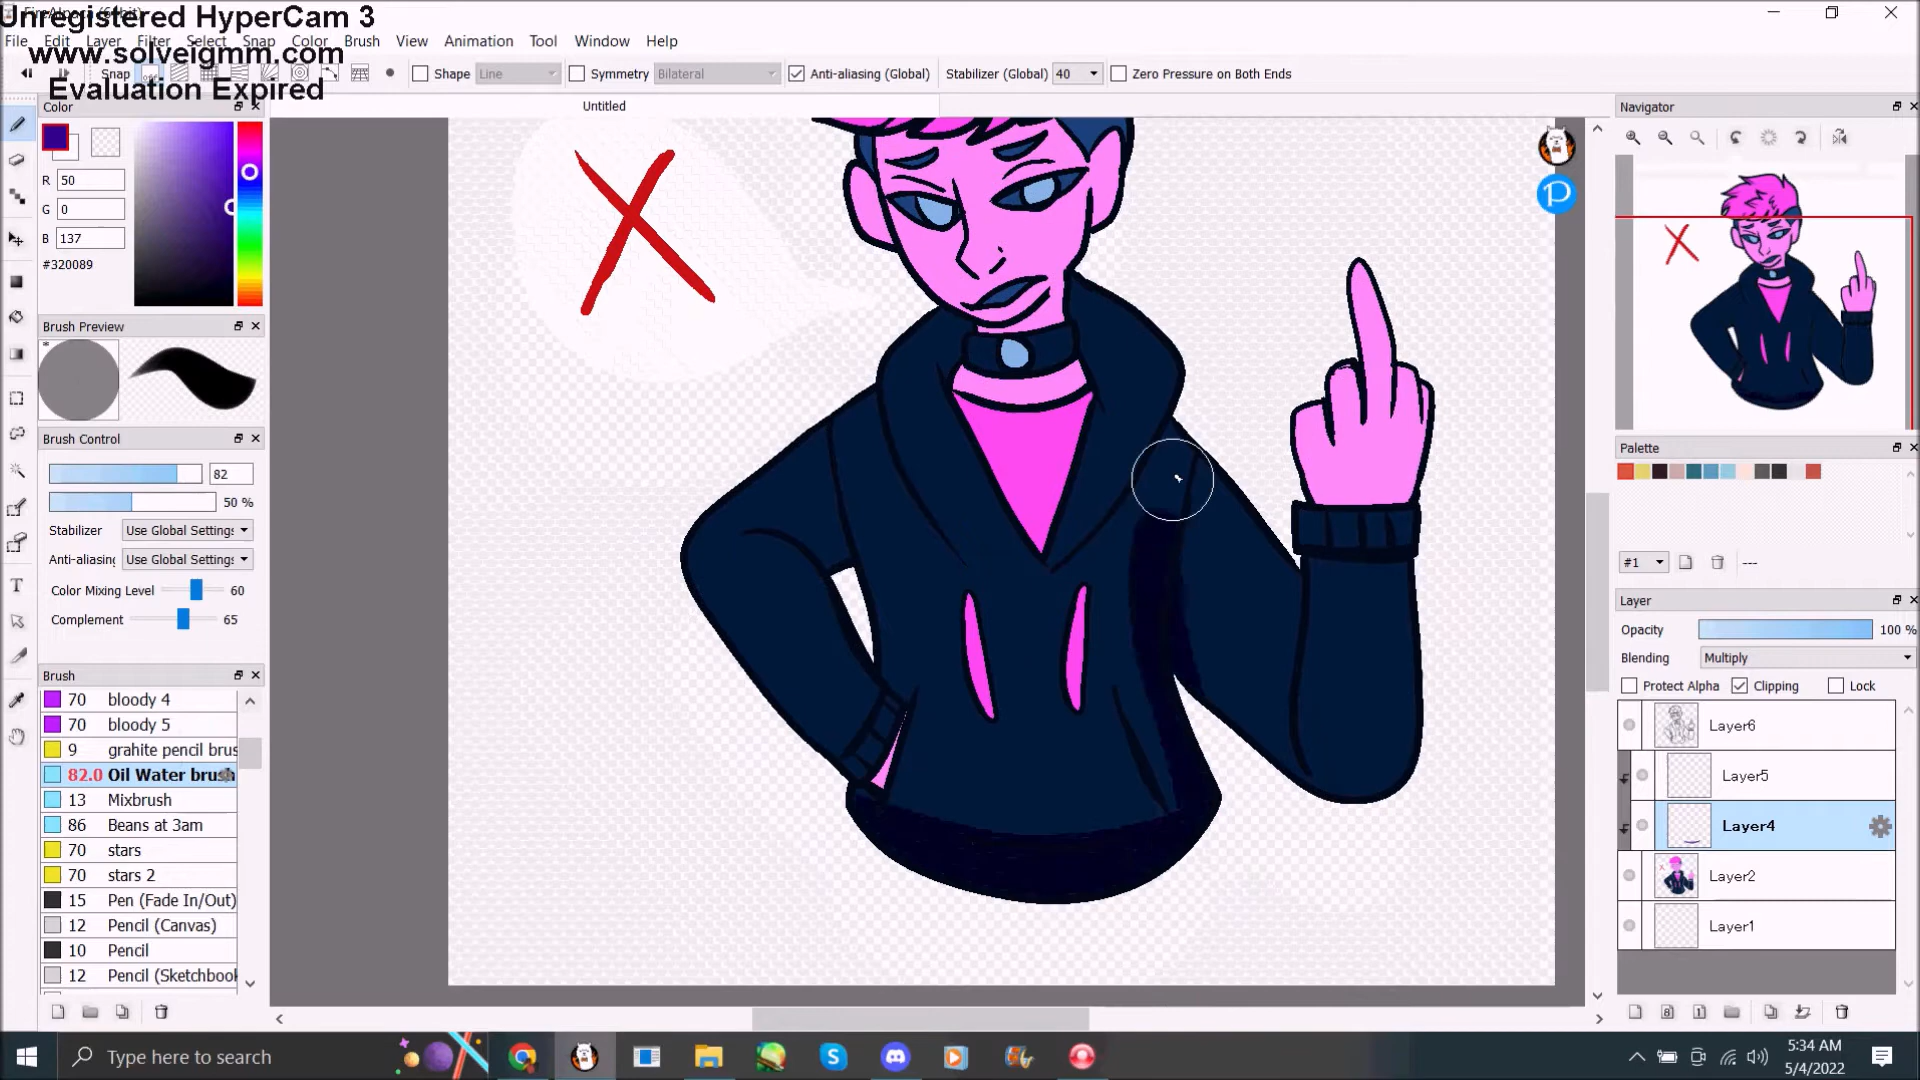 Unregistered HyperCam 3
www.solveigmm.com
Evaluation Expired
File Edit Layer Filter Select Snap Color Brush View Animation Tool Window Help
Snap Shape Line Symmetry Bilateral Anti-aliasing (Global) Stabilizer (Global) 40 Zero Pressure on Both Ends
Untitled
Color
R 50
G 0
B 137
#320089
Brush Preview
*
Brush Control
82
50 %
Stabilizer Use Global Settings
Anti-aliasing Use Global Settings
Color Mixing Level 60
Complement 65
Brush
70 bloody 4
70 bloody 5
9 grahite pencil brus
82.0 Oil Water brush
13 Mixbrush
86 Beans at 3am
70 stars
70 stars 2
15 Pen (Fade In/Out)
12 Pencil (Canvas)
10 Pencil
12 Pencil (Sketchbook
Navigator
Palette
#1 ---
Layer
Opacity 100 %
Blending Multiply
Protect Alpha Clipping Lock
Layer6
Layer5
Layer4
Layer2
Layer1
Type here to search
5:34 AM
5/4/2022